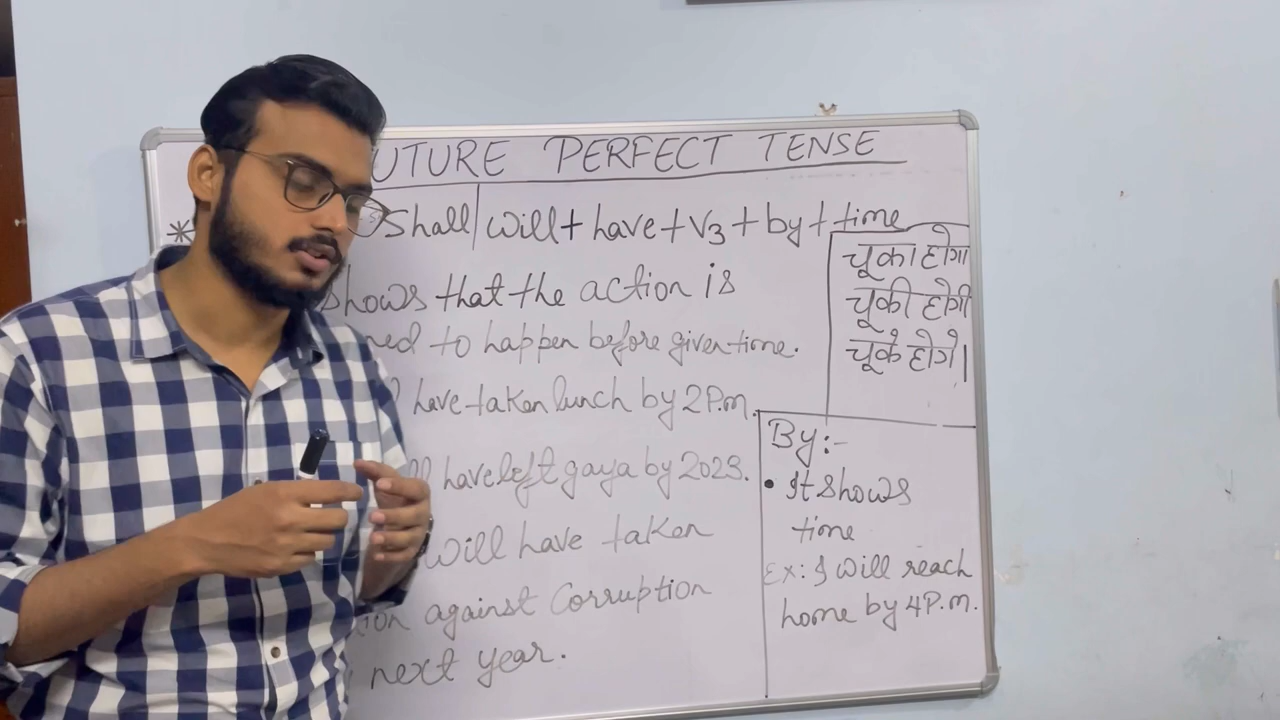 UTURE PERFECT TENSE
* Shall/will + have + V3 + by + time
चूका होगा
चूकी होगी
चूके होगे।
shows that the action is
ned to happen before given time.
have taken lunch by 2P.m.
ll have left gaya by 2023.
will have taken
ion against Corruption
next year.
By:-
• It shows
time
Ex: I will reach
home by 4P.m.